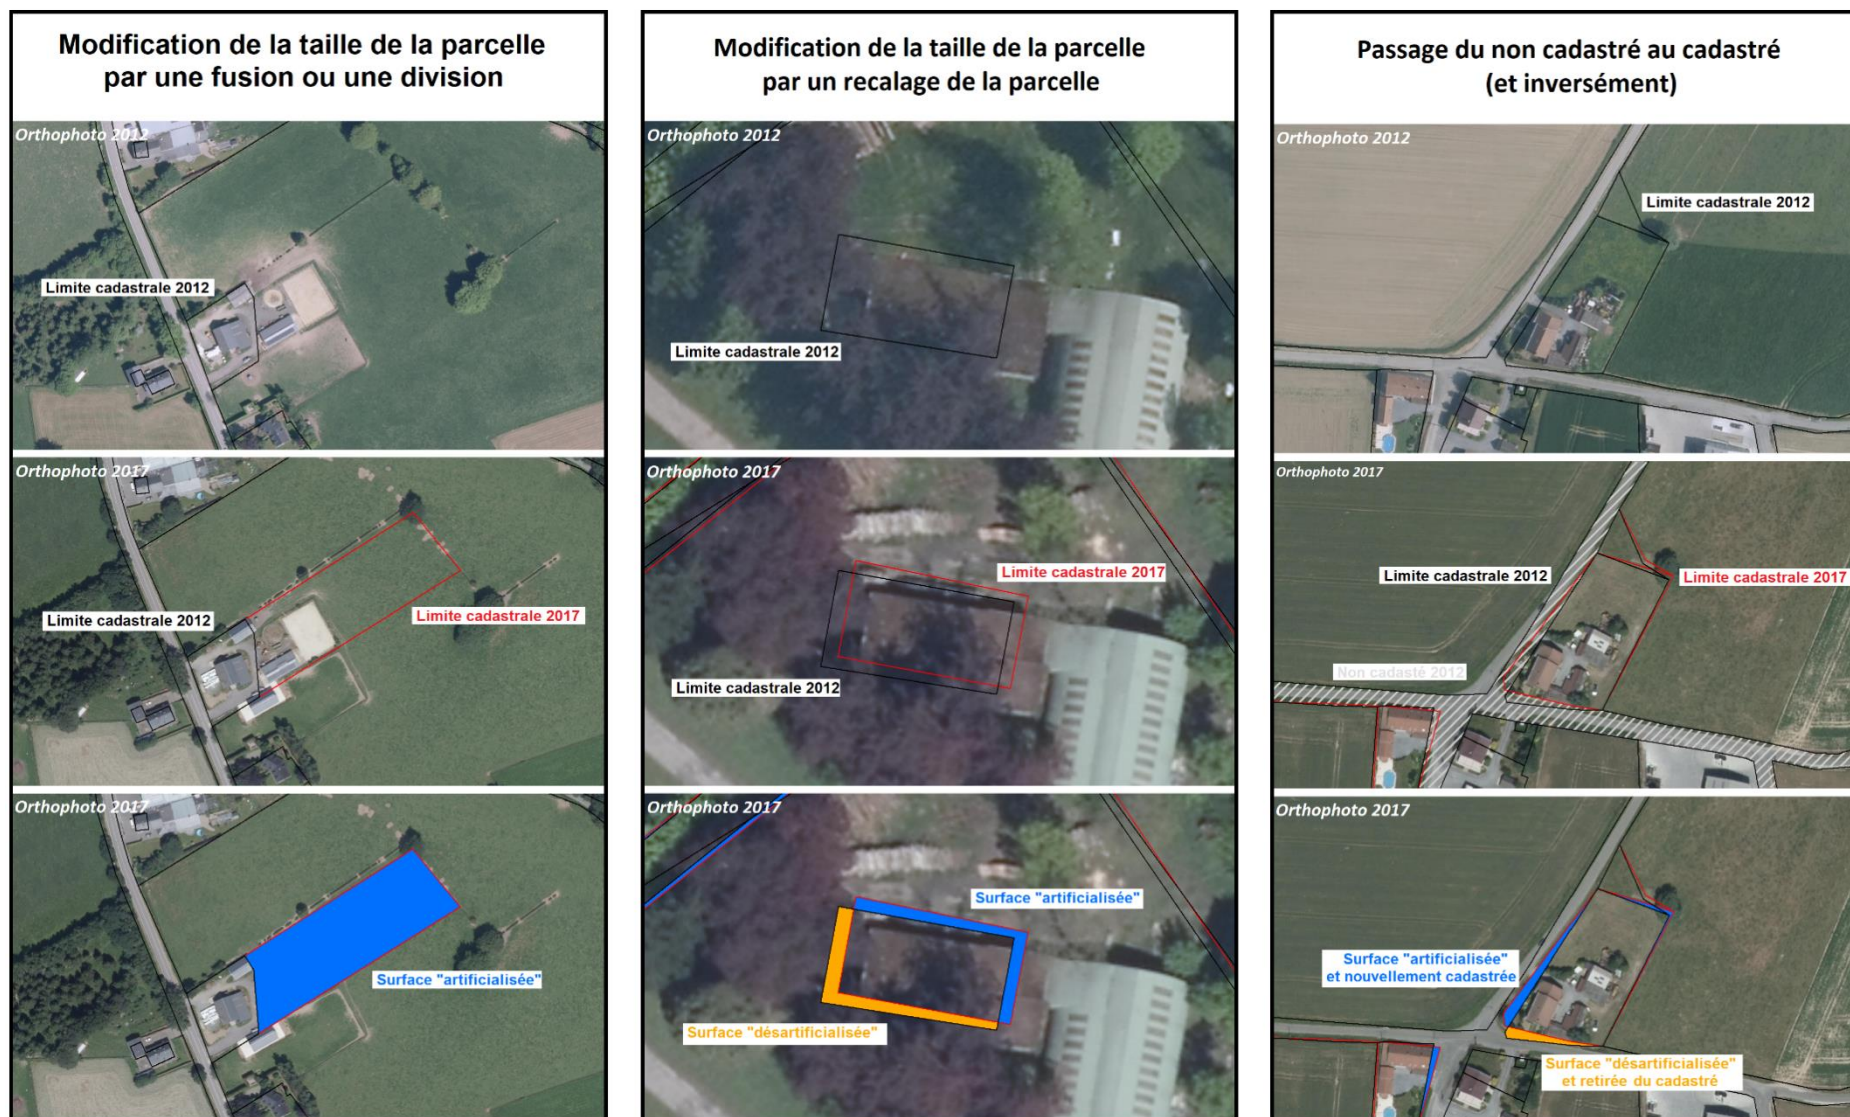 Modification de la taille de la parcelle
par une fusion ou une division
Orthophoto 2012
Limite cadastrale 2012
Orthophoto 2017
Limite cadastrale 2012
Limite cadastrale 2017
Orthophoto 2017
Surface "artificialisée"
Modification de la taille de la parcelle
par un recalage de la parcelle
Orthophoto 2012
Limite cadastrale 2012
Orthophoto 2017
Limite cadastrale 2017
Limite cadastrale 2012
Orthophoto 2017
Surface "artificialisée"
Surface "désartificialisée"
Passage du non cadastré au cadastré
(et inversément)
Orthophoto 2012
Limite cadastrale 2012
Orthophoto 2017
Limite cadastrale 2012
Limite cadastrale 2017
Non cadasté 2012
Orthophoto 2017
Surface "artificialisée"
et nouvellement cadastrée
Surface "désartificialisée"
et retirée du cadastré